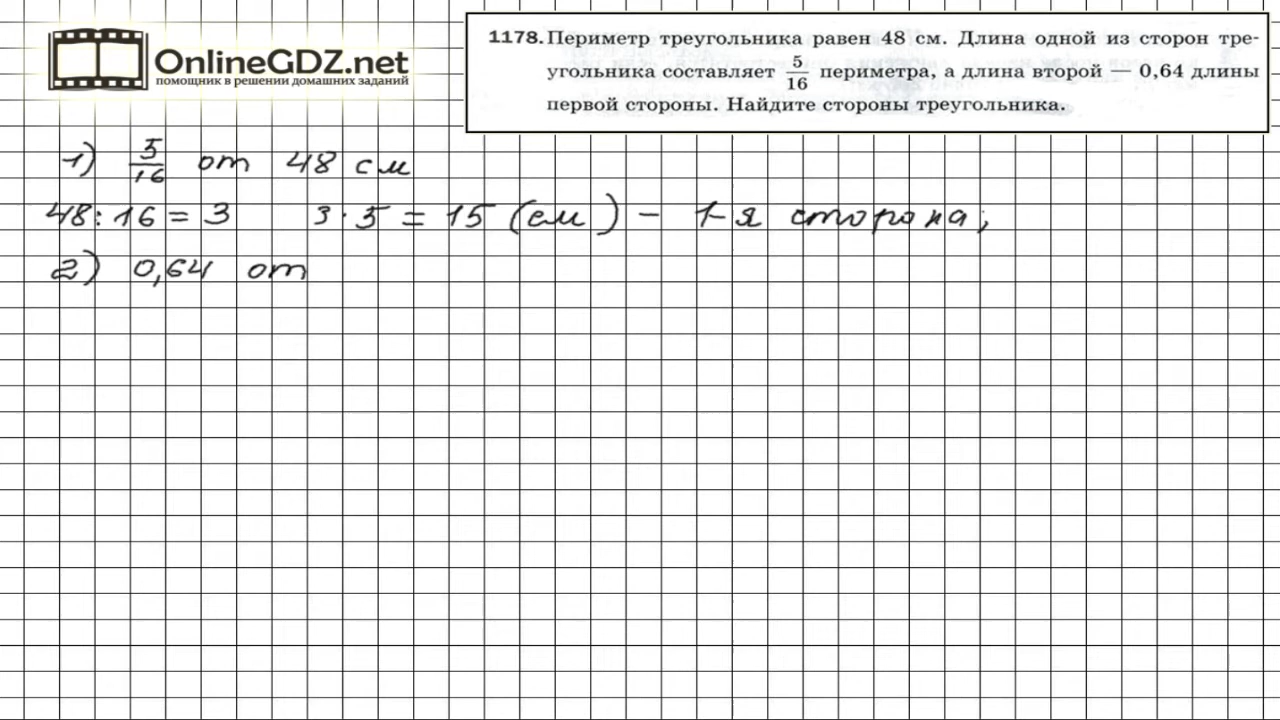 OnlineGDZ.net
помощник в решении домашних заданий
1178. Периметр треугольника равен 48 см. Длина одной из сторон тре-
угольника составляет 5/16 периметра, а длина второй — 0,64 длины
первой стороны. Найдите стороны треугольника.
1) 5/16 от 48 см
48:16=3 3·5=15 (см) - 1-я сторона;
2) 0,64 от